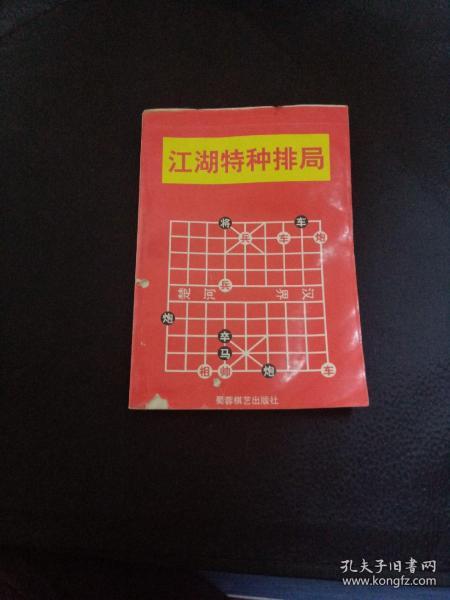 江湖特种排局
将 车
兵 车 炮
楚 河 兵 界 汉
炮
卒
马
相 帅 炮 车
蜀蓉棋艺出版社
孔夫子旧书网
www.kongfz.com